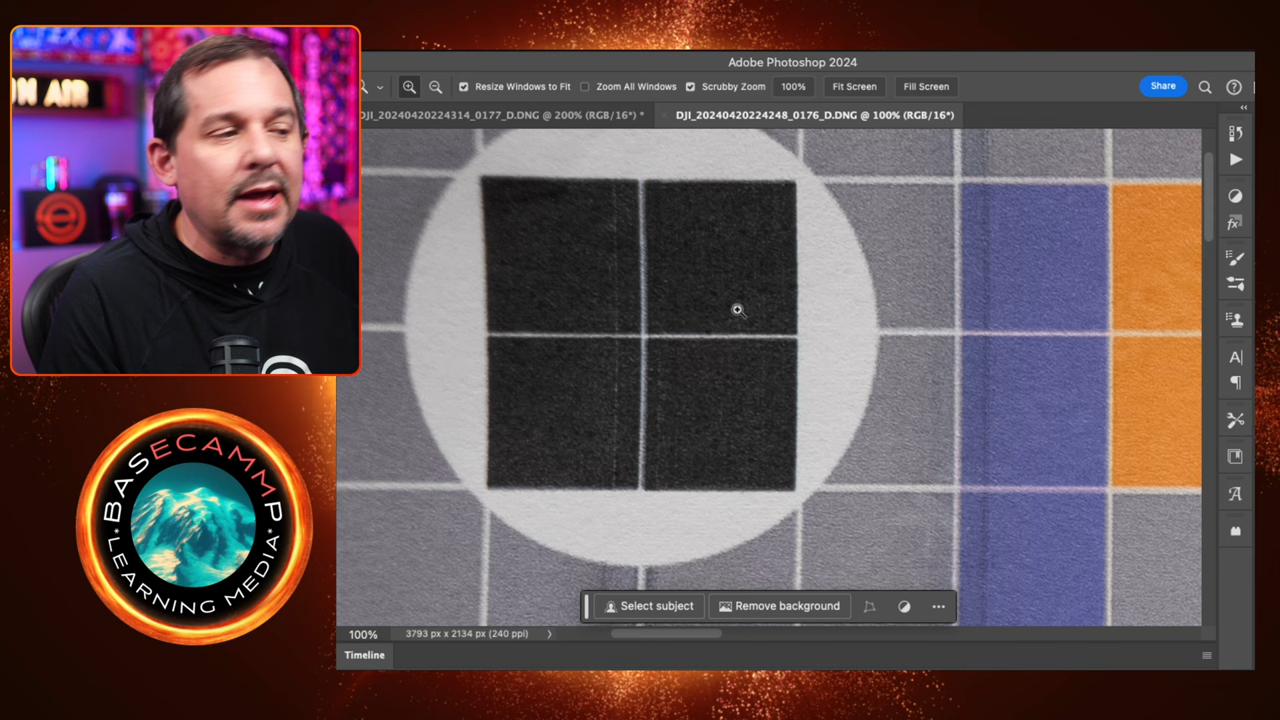 ON AIR
Adobe Photoshop 2024
Resize Windows to Fit
Zoom All Windows
Scrubby Zoom
100%
Fit Screen
Fill Screen
Share
DJI_20240420224314_0177_D.DNG @ 200% (RGB/16*) *
DJI_20240420224248_0176_D.DNG @ 100% (RGB/16*)
Select subject
Remove background
100%
3793 px x 2134 px (240 ppi)
Timeline
BASECAMMP
LEARNING MEDIA